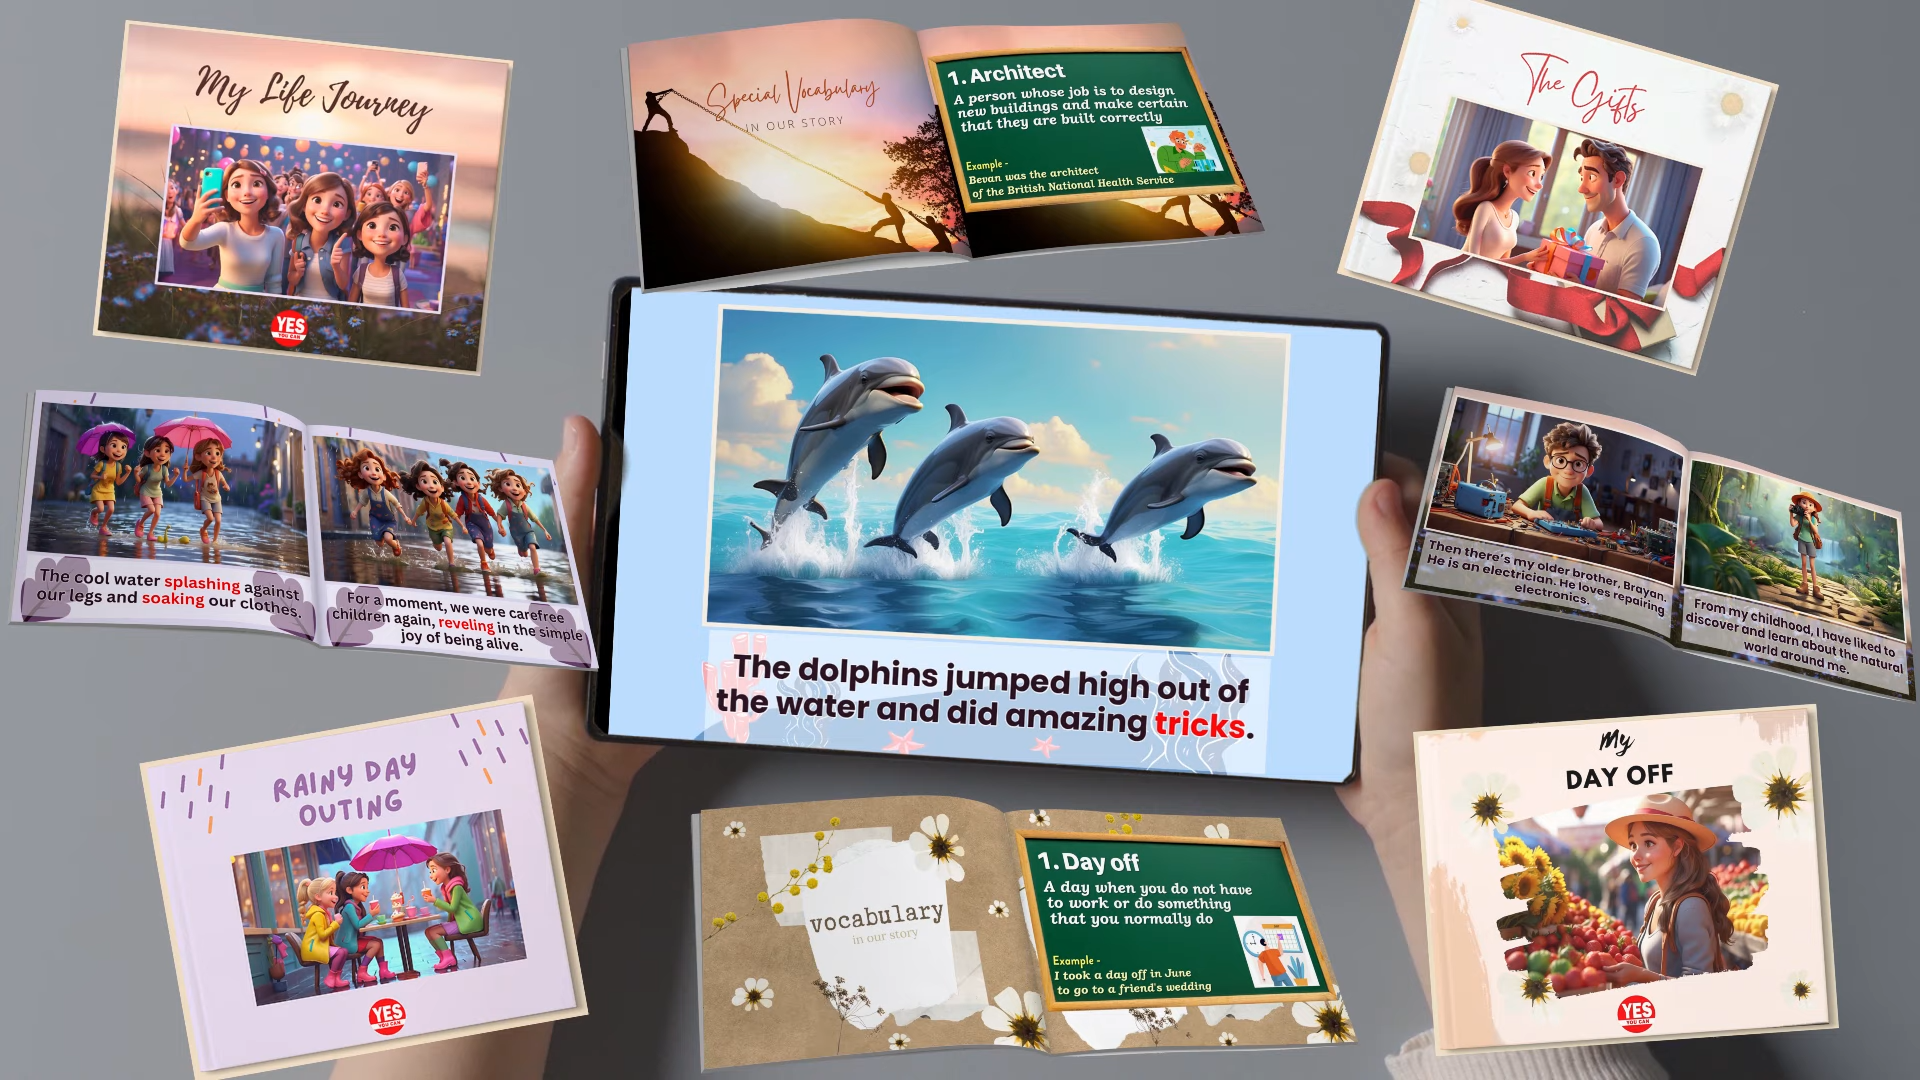 My Life Journey
YES
YOU CAN
Special Vocabulary
IN OUR STORY
1. Architect
A person whose job is to design
new buildings and make certain
that they are built correctly
Example -
Bevan was the architect
of the British National Health Service
The Gifts
The cool water splashing against
our legs and soaking our clothes.
For a moment, we were carefree
children again, reveling in the simple
joy of being alive.
The dolphins jumped high out of
the water and did amazing tricks.
Then there's my older brother, Brayan.
He is an electrician. He loves repairing
electronics.
From my childhood, I have liked to
discover and learn about the natural
world around me.
RAINY DAY
OUTING
YES
YOU CAN
vocabulary
in our story
1. Day off
A day when you do not have
to work or do something
that you normally do
Example -
I took a day off in June
to go to a friend's wedding
My
DAY OFF
YES
YOU CAN